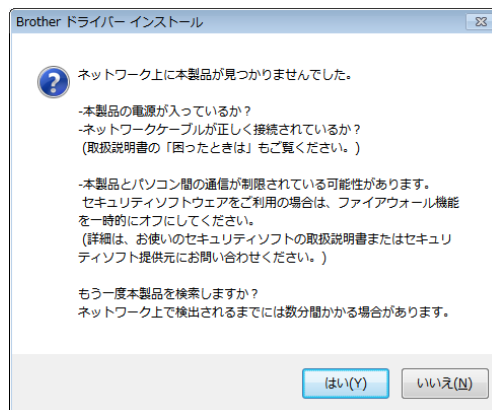 Brother ドライバー インストール
ネットワーク上に本製品が見つかりませんでした。
-本製品の電源が入っているか？
-ネットワークケーブルが正しく接続されているか？
(取扱説明書の「困ったときは」もご覧ください。)
-本製品とパソコン間の通信が制限されている可能性があります。
セキュリティソフトウェアをご利用の場合は、ファイアウォール機能
を一時的にオフにしてください。
(詳細は、お使いのセキュリティソフトの取扱説明書またはセキュリ
ティソフト提供元にお問い合わせください。)
もう一度本製品を検索しますか？
ネットワーク上で検出されるまでには数分間かかる場合があります。
はい(Y)
いいえ(N)